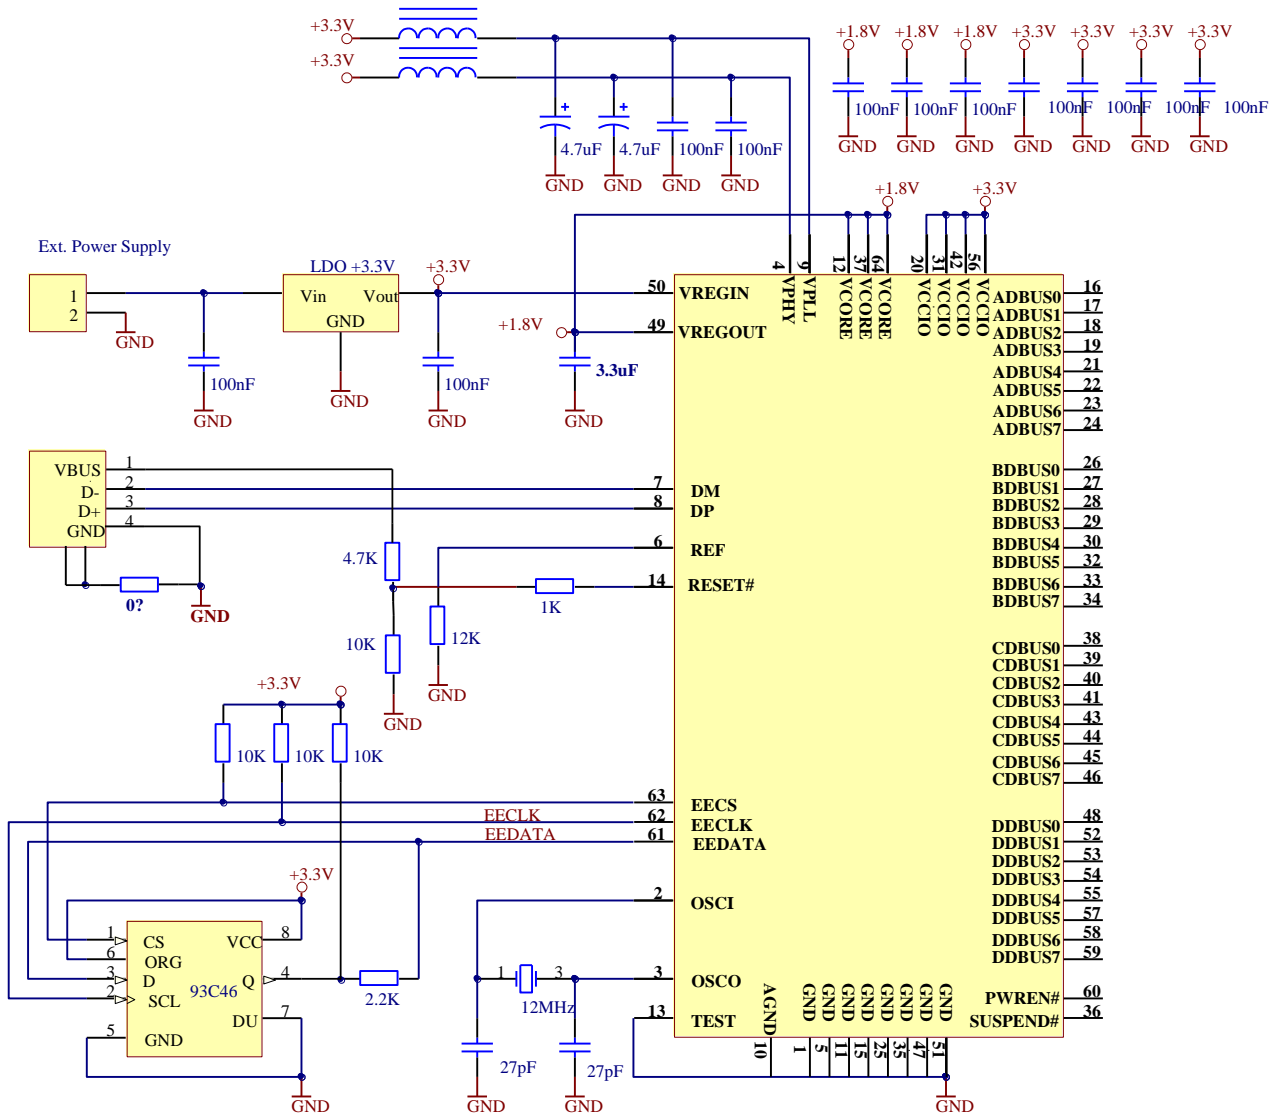 +3.3V
+3.3V
4.7uF
4.7uF
100nF
100nF
GND
GND
GND
GND
+1.8V
+1.8V
+1.8V
+3.3V
+3.3V
+3.3V
+3.3V
100nF
100nF
100nF
100nF
100nF
100nF
100nF
GND
GND
GND
GND
GND
GND
GND
+1.8V
+3.3V
Ext. Power Supply
1
2
GND
100nF
GND
LDO +3.3V
Vin
Vout
GND
GND
+3.3V
100nF
GND
+1.8V
3.3uF
GND
VBUS
D-
D+
GND
1
2
3
4
0?
GND
4.7K
10K
GND
12K
GND
1K
+3.3V
10K
10K
10K
EECLK
EEDATA
+3.3V
1
6
3
2
5
CS
ORG
D
SCL
GND
93C46
VCC
Q
DU
8
4
7
2.2K
GND
1
3
12MHz
27pF
27pF
GND
GND
50
VREGIN
49
VREGOUT
7
DM
8
DP
6
REF
14
RESET#
63
EECS
62
EECLK
61
EEDATA
2
OSCI
3
OSCO
13
TEST
4
VPHY
9
VPLL
12
VCORE
37
VCORE
64
VCORE
20
VCCIO
31
VCCIO
42
VCCIO
56
VCCIO
ADBUS0 16
ADBUS1 17
ADBUS2 18
ADBUS3 19
ADBUS4 21
ADBUS5 22
ADBUS6 23
ADBUS7 24
BDBUS0 26
BDBUS1 27
BDBUS2 28
BDBUS3 29
BDBUS4 30
BDBUS5 32
BDBUS6 33
BDBUS7 34
CDBUS0 38
CDBUS1 39
CDBUS2 40
CDBUS3 41
CDBUS4 43
CDBUS5 44
CDBUS6 45
CDBUS7 46
DDBUS0 48
DDBUS1 52
DDBUS2 53
DDBUS3 54
DDBUS4 55
DDBUS5 57
DDBUS6 58
DDBUS7 59
PWREN# 60
SUSPEND# 36
AGND
GND
GND
GND
GND
GND
GND
GND
GND
10
1
5
11
15
25
35
47
51
GND